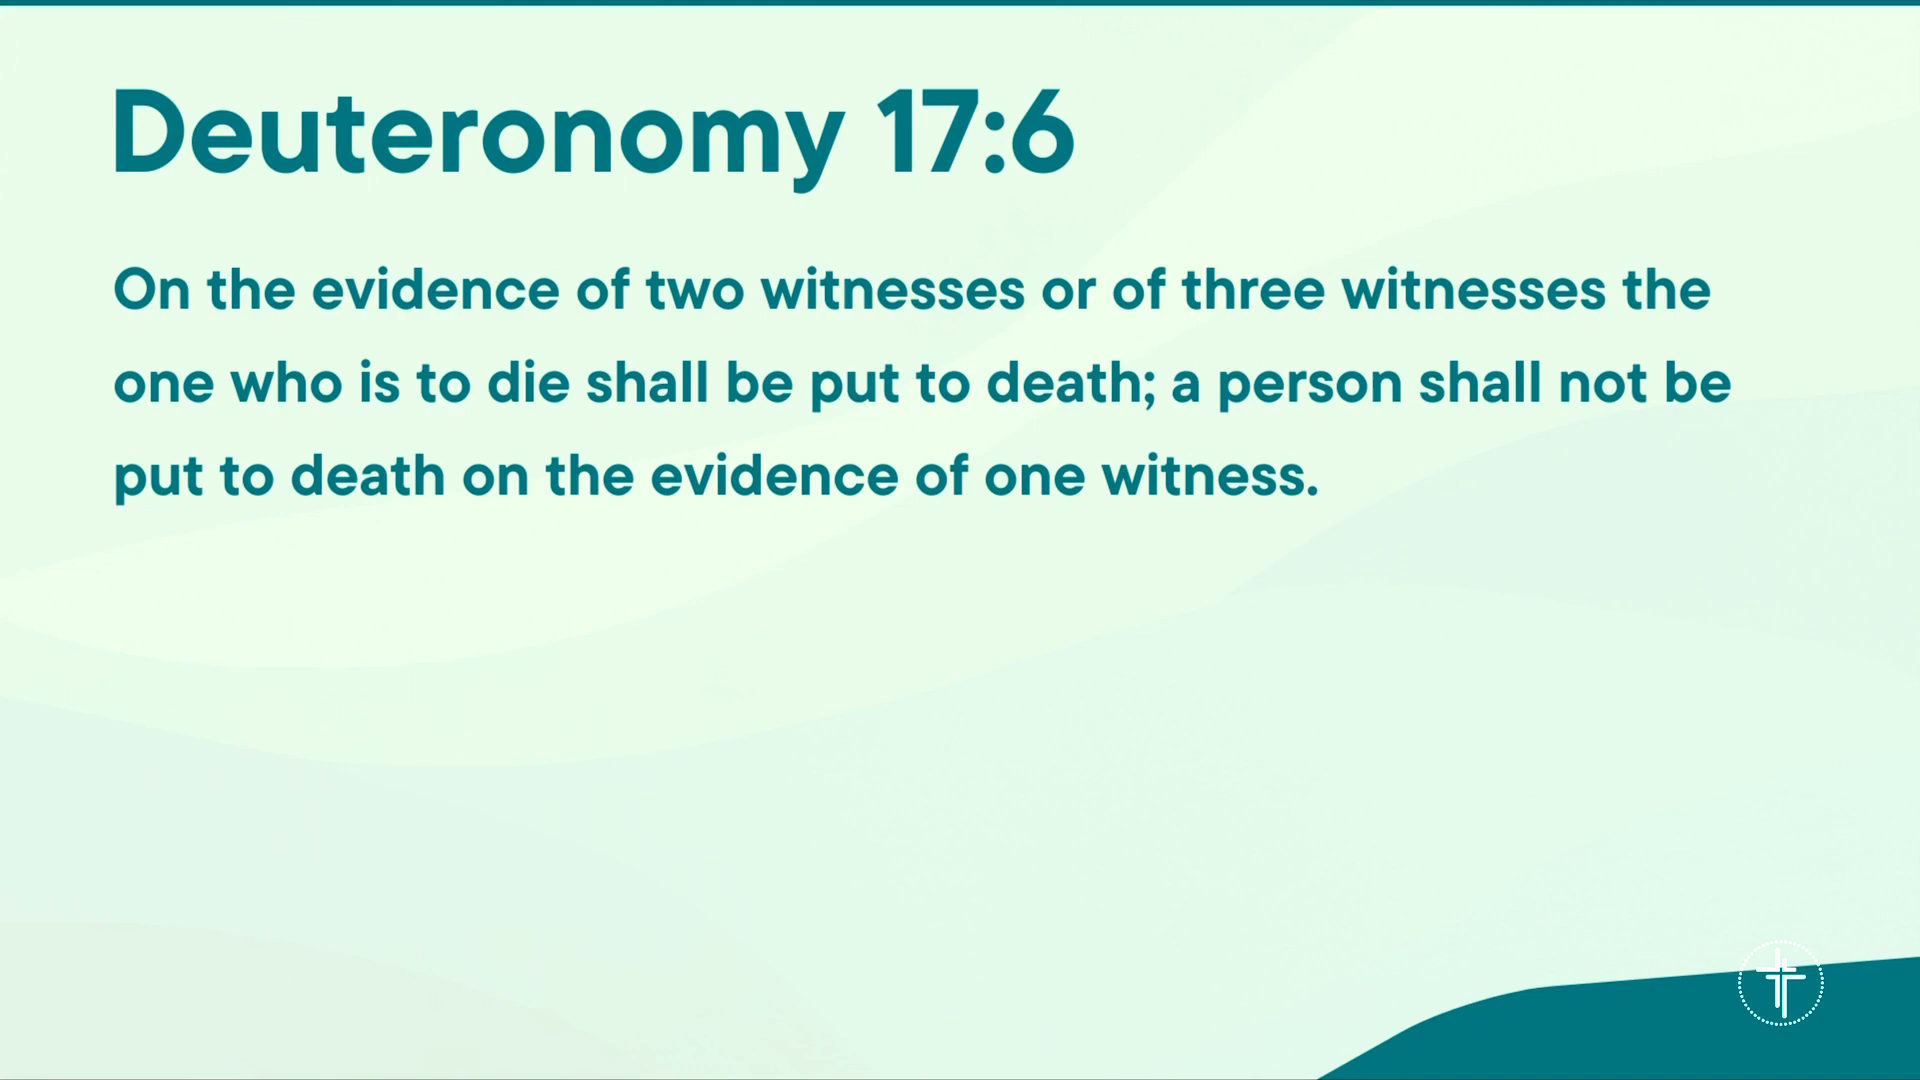 Deuteronomy 17:6
On the evidence of two witnesses or of three witnesses the
one who is to die shall be put to death; a person shall not be
put to death on the evidence of one witness.